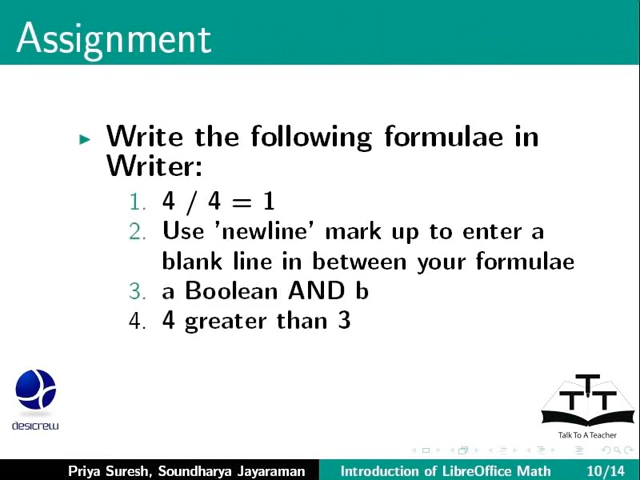 Assignment
Write the following formulae in
Writer:
1. 4 / 4 = 1
2. Use 'newline' mark up to enter a
blank line in between your formulae
3. a Boolean AND b
4. 4 greater than 3
desicrew
TTT
Talk To A Teacher
Priya Suresh, Soundharya Jayaraman Introduction of LibreOffice Math 10/14